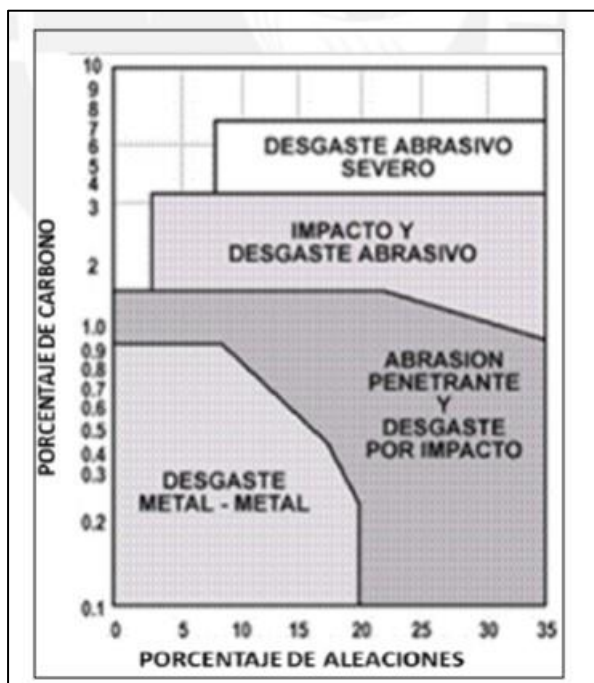 PORCENTAJE DE CARBONO
10
9
8
7
6
5
4
3
2
1.0
0.9
0.8
0.7
0.6
0.5
0.4
0.3
0.2
0.1
DESGASTE ABRASIVO
SEVERO
IMPACTO Y
DESGASTE ABRASIVO
ABRASION
PENETRANTE
Y
DESGASTE
POR IMPACTO
DESGASTE
METAL - METAL
0 5 10 15 20 25 30 35
PORCENTAJE DE ALEACIONES